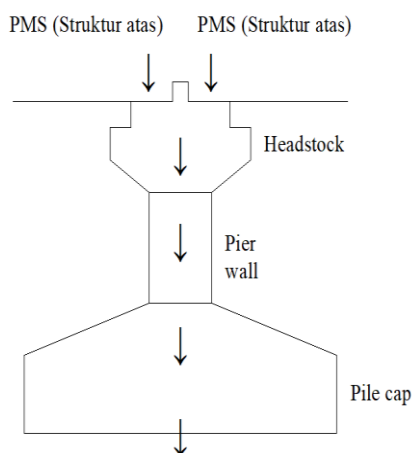 PMS (Struktur atas) PMS (Struktur atas)
Headstock
Pier
wall
Pile cap